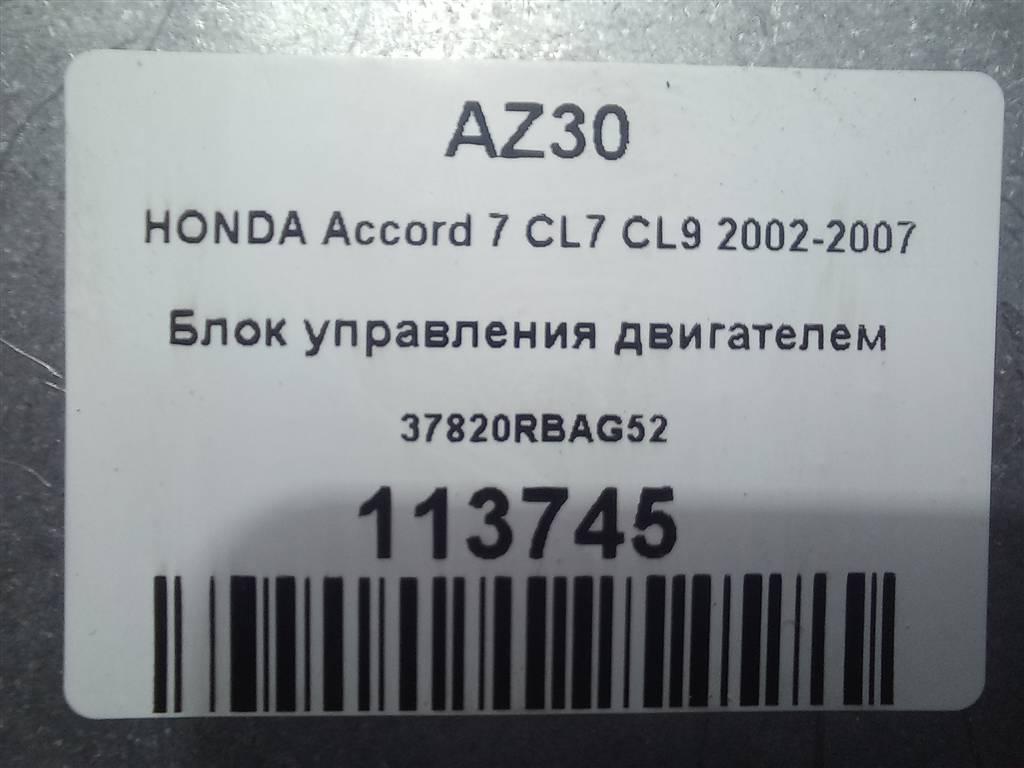 AZ30
HONDA Accord 7 CL7 CL9 2002-2007
Блок управления двигателем
37820RBAG52
113745